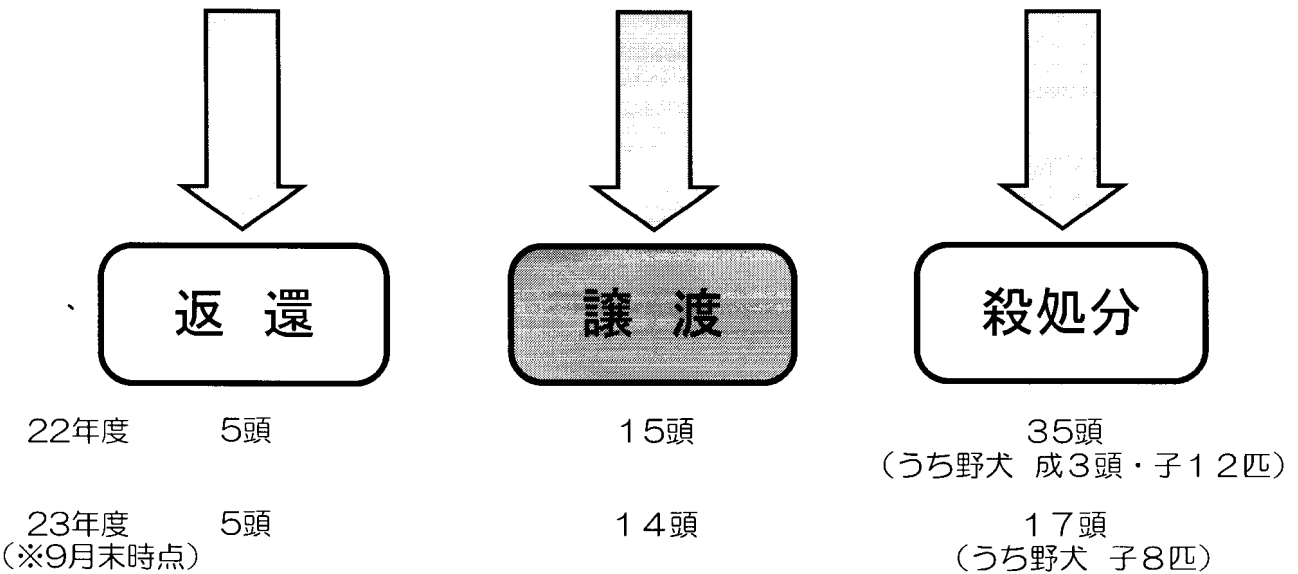 返 還
譲 渡
殺処分
22年度 5頭 15頭 35頭
(うち野犬 成3頭・子12匹)
23年度 5頭 14頭 17頭
(※9月末時点) (うち野犬 子8匹)